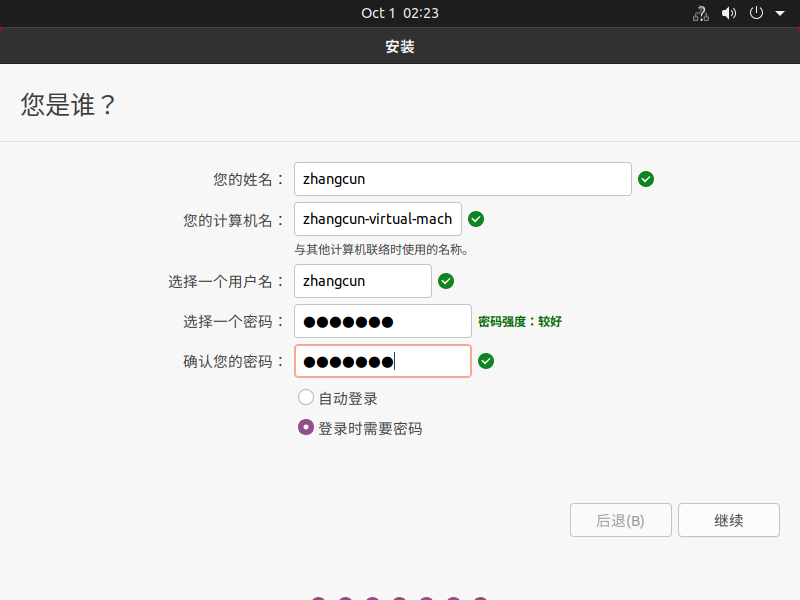 Oct 1 02:23
安装
您是谁？
您的姓名：
zhangcun
您的计算机名：
zhangcun-virtual-mach
与其他计算机联络时使用的名称。
选择一个用户名：
zhangcun
选择一个密码：
●●●●●●●
密码强度：较好
确认您的密码：
●●●●●●●
自动登录
登录时需要密码
后退(B)
继续